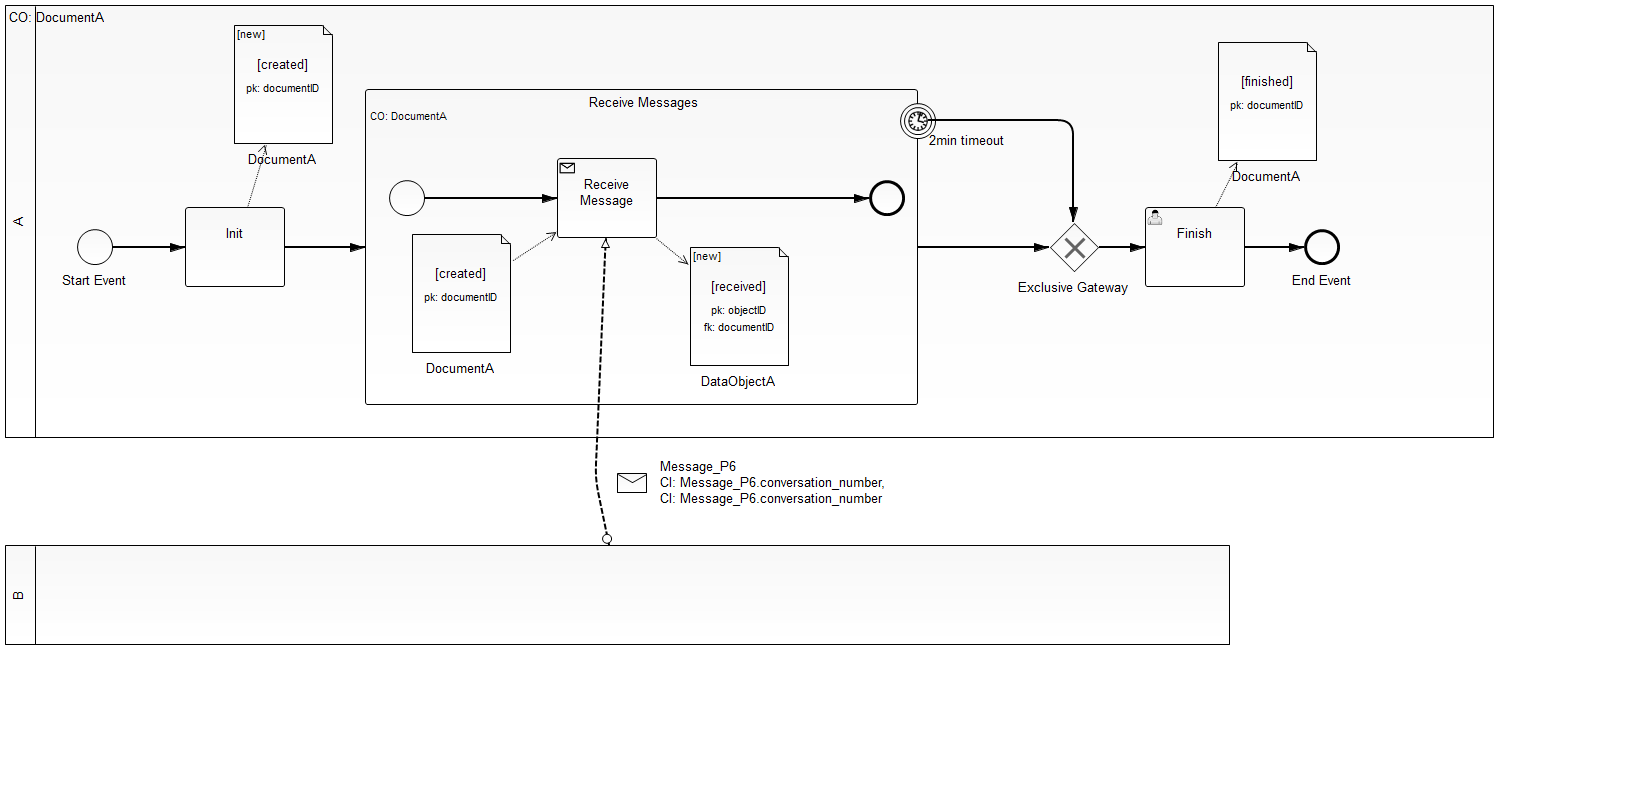 CO: DocumentA
[new]
[created]
pk: documentID
DocumentA
A
Start Event
Init
Receive Messages
CO: DocumentA
Receive
Message
[created]
pk: documentID
DocumentA
[new]
[received]
pk: objectID
fk: documentID
DataObjectA
2min timeout
Exclusive Gateway
[finished]
pk: documentID
DocumentA
Finish
End Event
Message_P6
CI: Message_P6.conversation_number,
CI: Message_P6.conversation_number
B